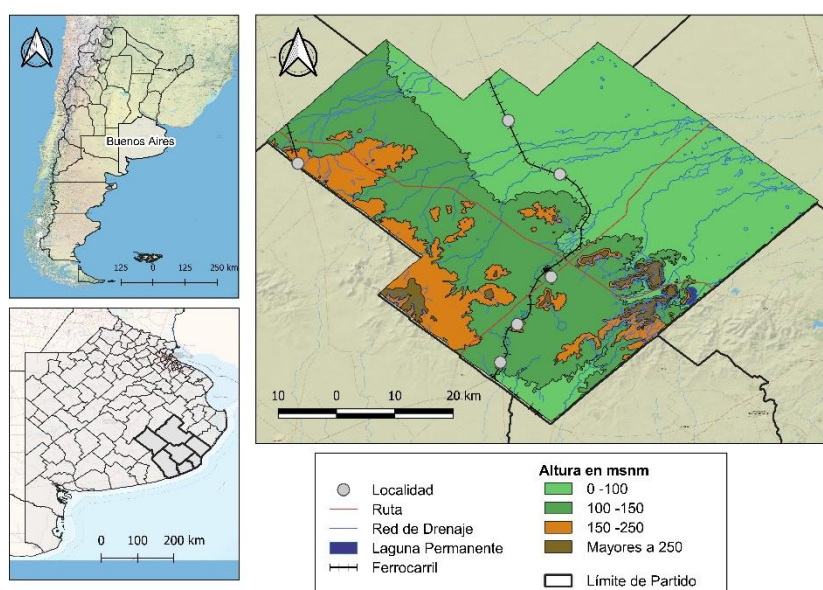 Buenos Aires
125 0 125 250 km
0 100 200 km
10 0 10 20 km
Localidad
Ruta
Red de Drenaje
Laguna Permanente
Ferrocarril
Altura en msnm
0 -100
100 -150
150 -250
Mayores a 250
Límite de Partido